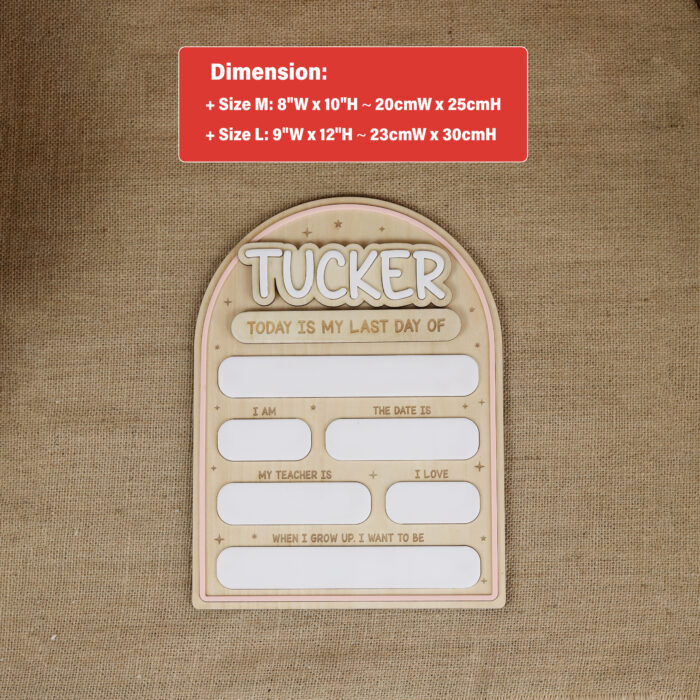 Dimension:
+ Size M: 8"W x 10"H ~ 20cmW x 25cmH
+ Size L: 9"W x 12"H ~ 23cmW x 30cmH
TUCKER
TODAY IS MY LAST DAY OF
I AM
THE DATE IS
MY TEACHER IS
I LOVE
WHEN I GROW UP, I WANT TO BE